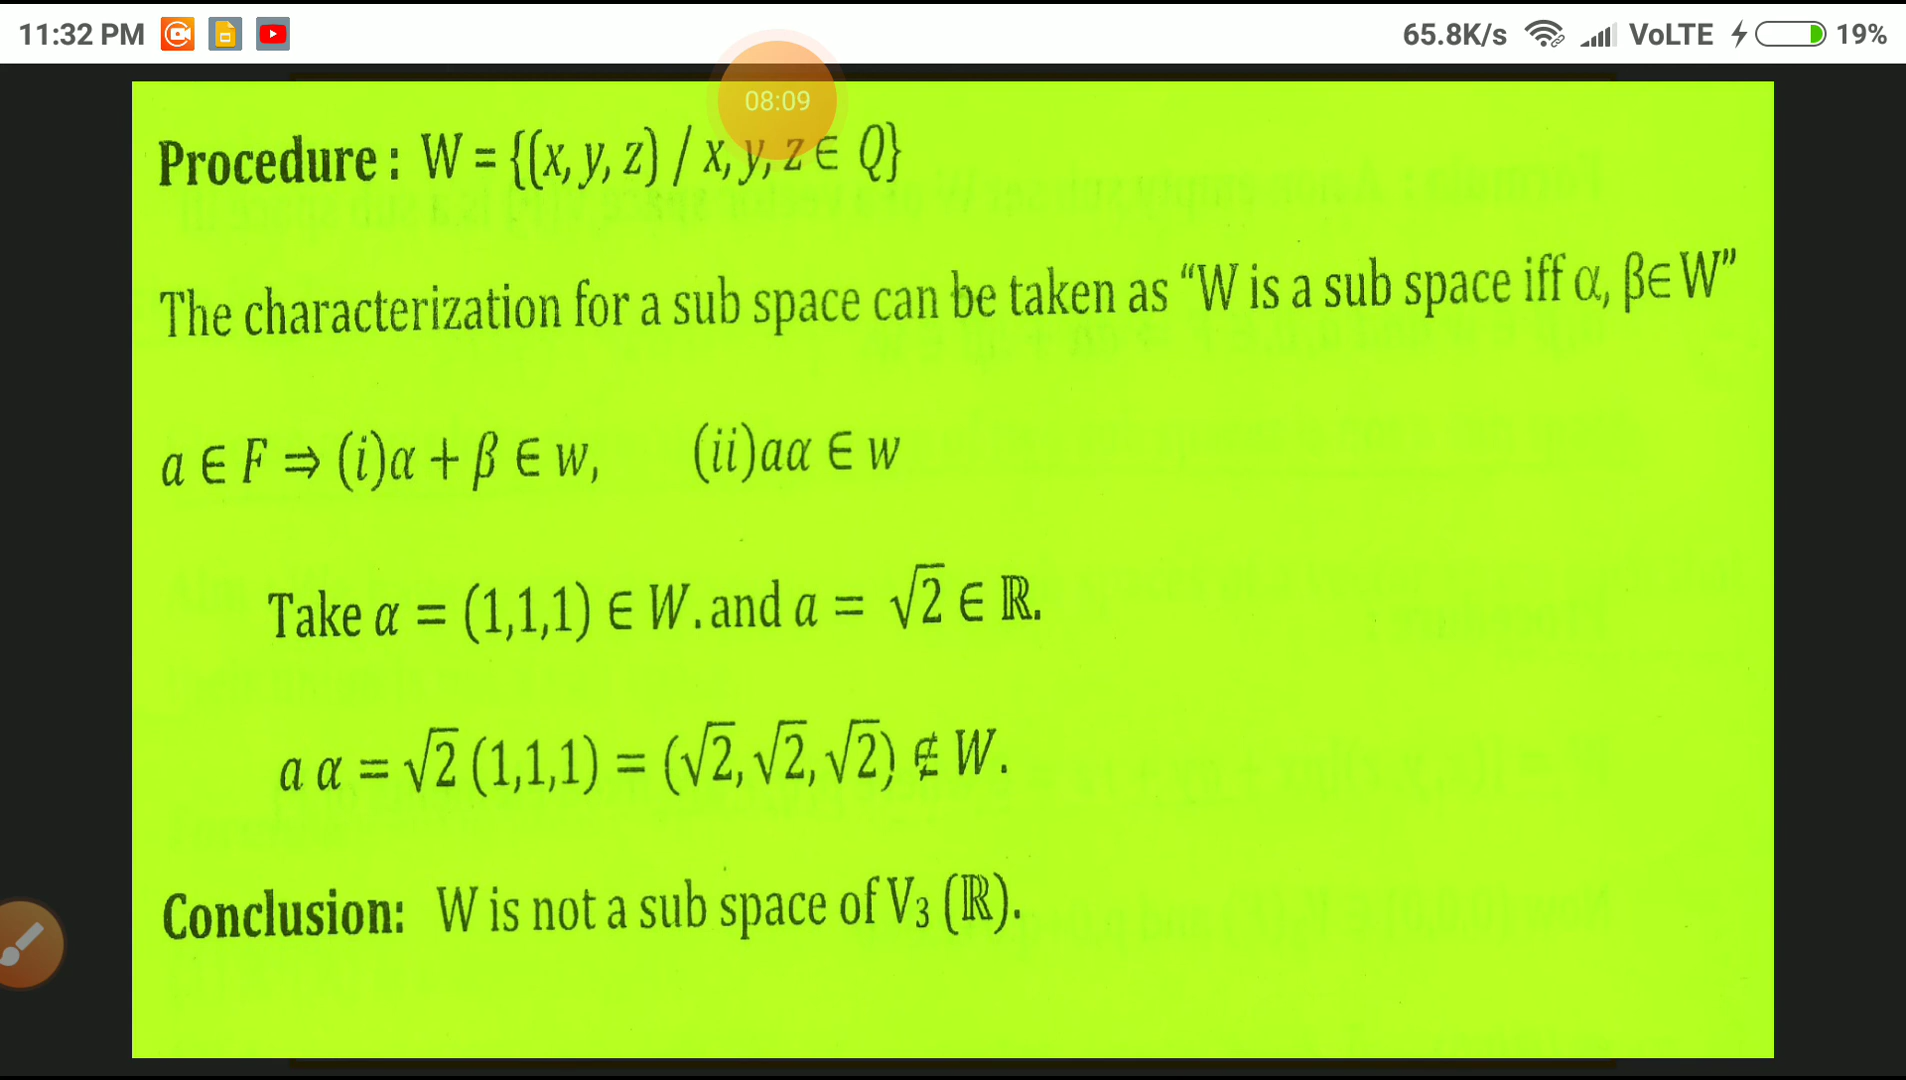 11:32 PM 65.8K/s VoLTE 19%
08:09
Procedure : W = {(x, y, z) / x, y, z ∈ Q}
The characterization for a sub space can be taken as “W is a sub space iff α, β∈W”
a ∈ F ⇒ (i)α + β ∈ w, (ii)aα ∈ w
Take α = (1,1,1) ∈ W.and a = √2 ∈ ℝ.
a α = √2 (1,1,1) = (√2, √2, √2) ∉ W.
Conclusion: W is not a sub space of V₃ (ℝ).